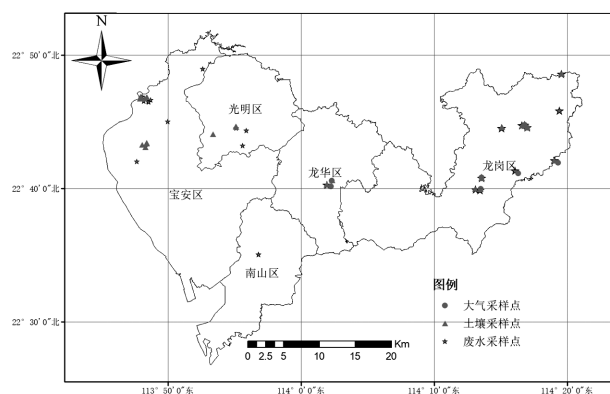 N
22 °50'0"北
22 °40'0"北
22 °30'0"北
光明区
龙华区
龙岗区
宝安区
南山区
图例
大气采样点
土壤采样点
废水采样点
Km
0 2.5 5 10 15 20
113 °50'0"东
114 °0'0"东
114 °10'0"东
114 °20'0"东